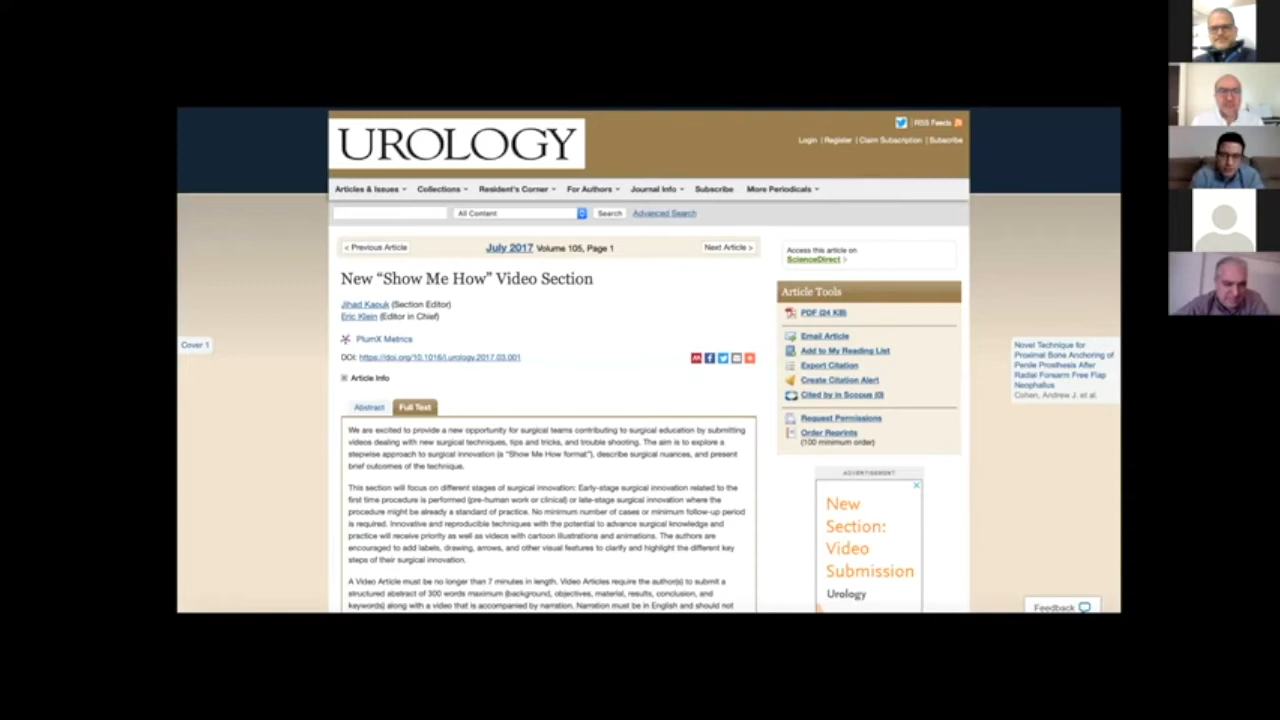 UROLOGY
RSS Feeds
Login | Register | Claim Subscription | Subscribe
Articles & Issues
Collections
Resident's Corner
For Authors
Journal Info
Subscribe
More Periodicals
All Content
Search
Advanced Search
< Previous Article
July 2017 Volume 105, Page 1
Next Article >
New “Show Me How” Video Section
Jihad Kaouk (Section Editor)
Eric Klein (Editor in Chief)
PlumX Metrics
DOI: https://doi.org/10.1016/j.urology.2017.03.001
Article Info
Abstract
Full Text
We are excited to provide a new opportunity for surgical teams contributing to surgical education by submitting
videos dealing with new surgical techniques, tips and tricks, and trouble shooting. The aim is to explore a
stepwise approach to surgical innovation (a “Show Me How format”), describe surgical nuances, and present
brief outcomes of the technique.
This section will focus on different stages of surgical innovation: Early-stage surgical innovation related to the
first time procedure is performed (pre-human work or clinical) or late-stage surgical innovation where the
procedure might be already a standard of practice. No minimum number of cases or minimum follow-up period
is required. Innovative and reproducible techniques with the potential to advance surgical knowledge and
practice will receive priority as well as videos with cartoon illustrations and animations. The authors are
encouraged to add labels, drawing, arrows, and other visual features to clarify and highlight the different key
steps of their surgical innovation.
A Video Article must be no longer than 7 minutes in length. Video Articles require the author(s) to submit a
structured abstract of 300 words maximum (background, objectives, material, results, conclusion, and
keywords) along with a video that is accompanied by narration. Narration must be in English and should not
Cover 1
Access this article on
ScienceDirect >
Article Tools
PDF (24 KB)
Email Article
Add to My Reading List
Export Citation
Create Citation Alert
Cited by in Scopus (0)
Request Permissions
Order Reprints
(100 minimum order)
ADVERTISEMENT
New
Section:
Video
Submission
Urology
Novel Technique for
Proximal Bone Anchoring of
Penile Prosthesis After
Radial Forearm Free Flap
Neophallus
Cohen, Andrew J. et al.
Feedback